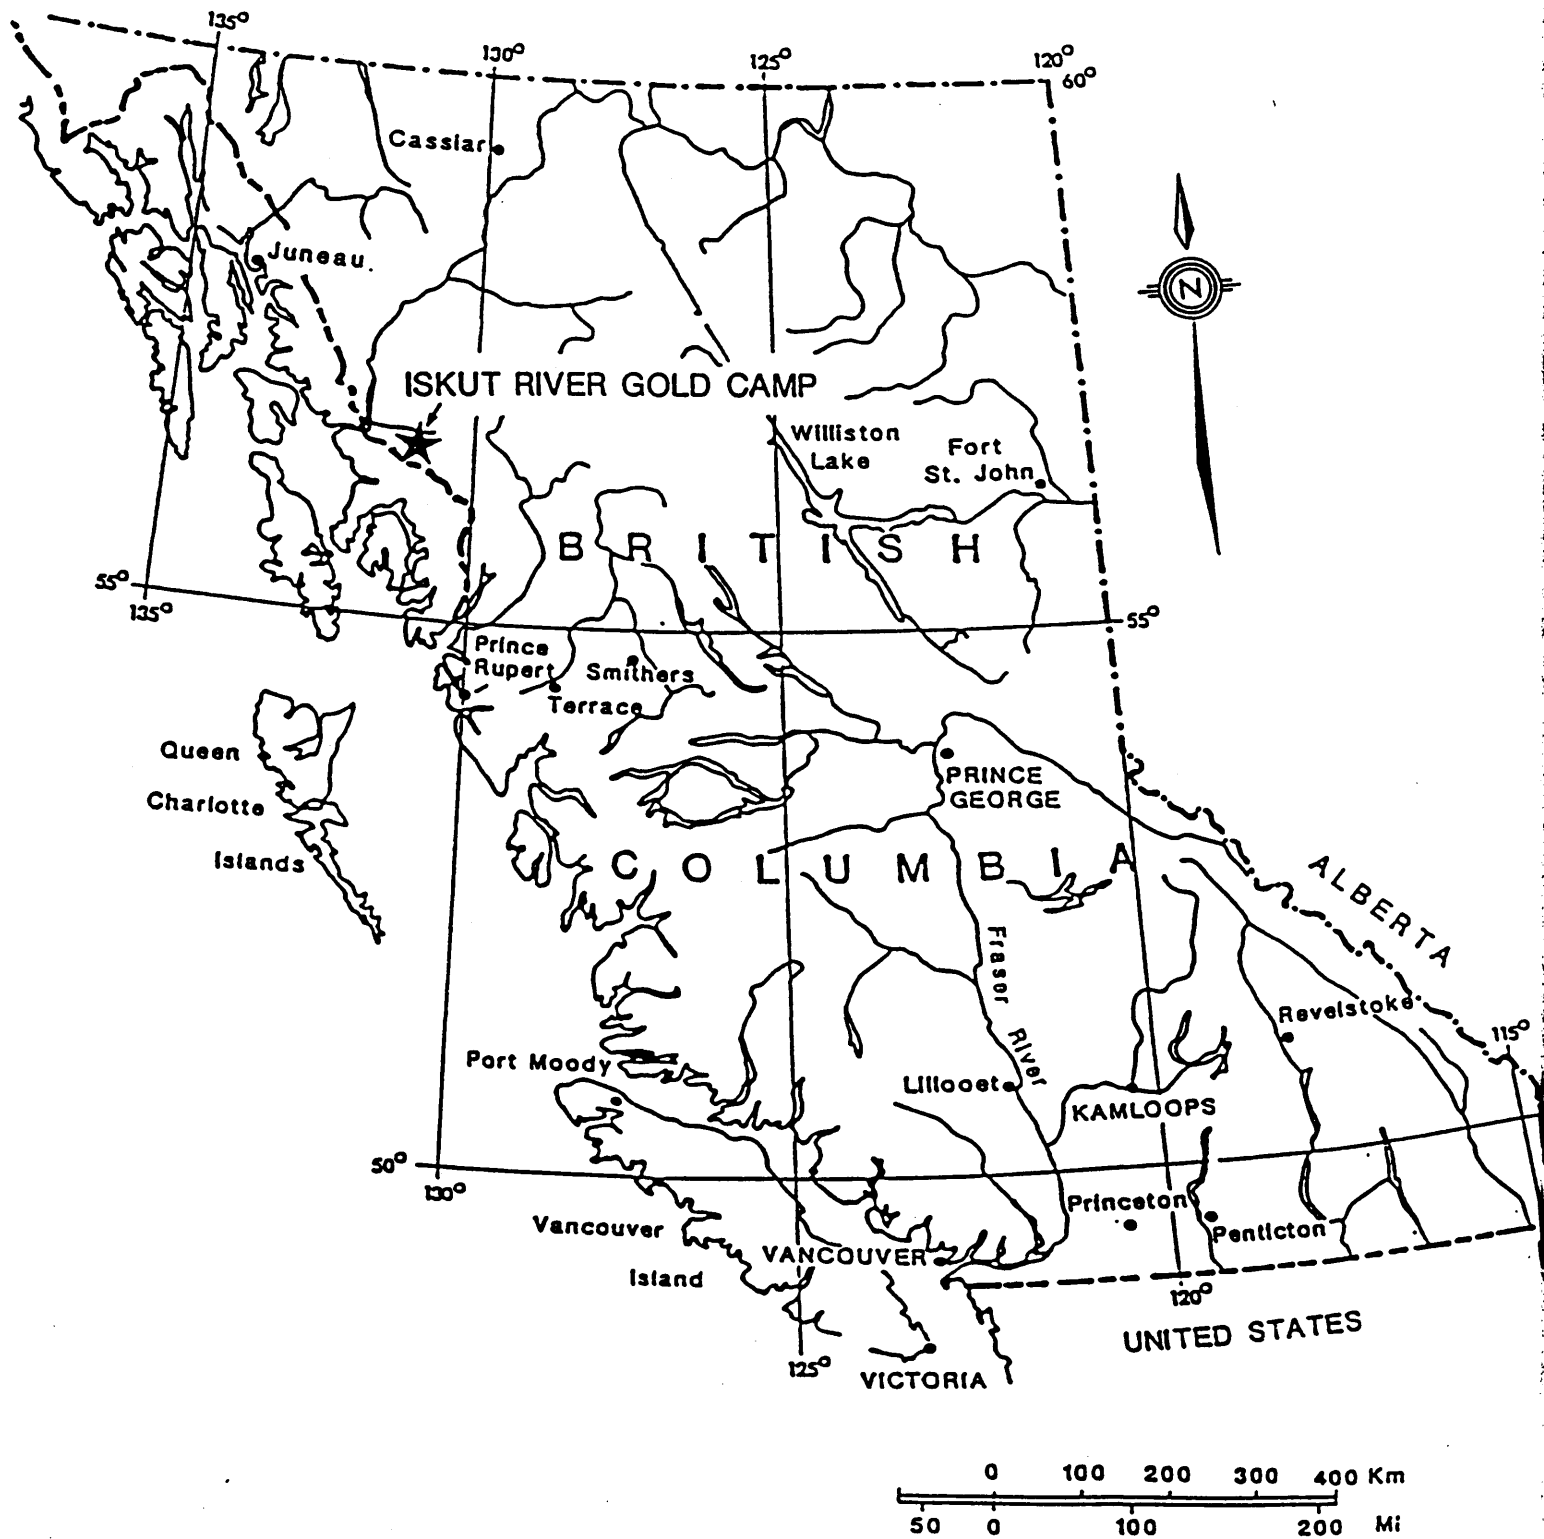 135°
130°
125°
120°
60°
Cassiar
Juneau.
N
ISKUT RIVER GOLD CAMP
Williston
Lake
Fort
St. John
BRITISH
55°
135°
55°
Prince
Rupert
Smithers
Terrace
Queen
Charlotte
Islands
PRINCE
GEORGE
COLUMBIA
ALBERTA
Fraser River
Revelstoke
115°
Port Moody
Lillooet
KAMLOOPS
50°
130°
Princeton
Penticton
Vancouver
Island
VANCOUVER
120°
UNITED STATES
125°
VICTORIA
0 100 200 300 400 Km
50 0 100 200 Mi